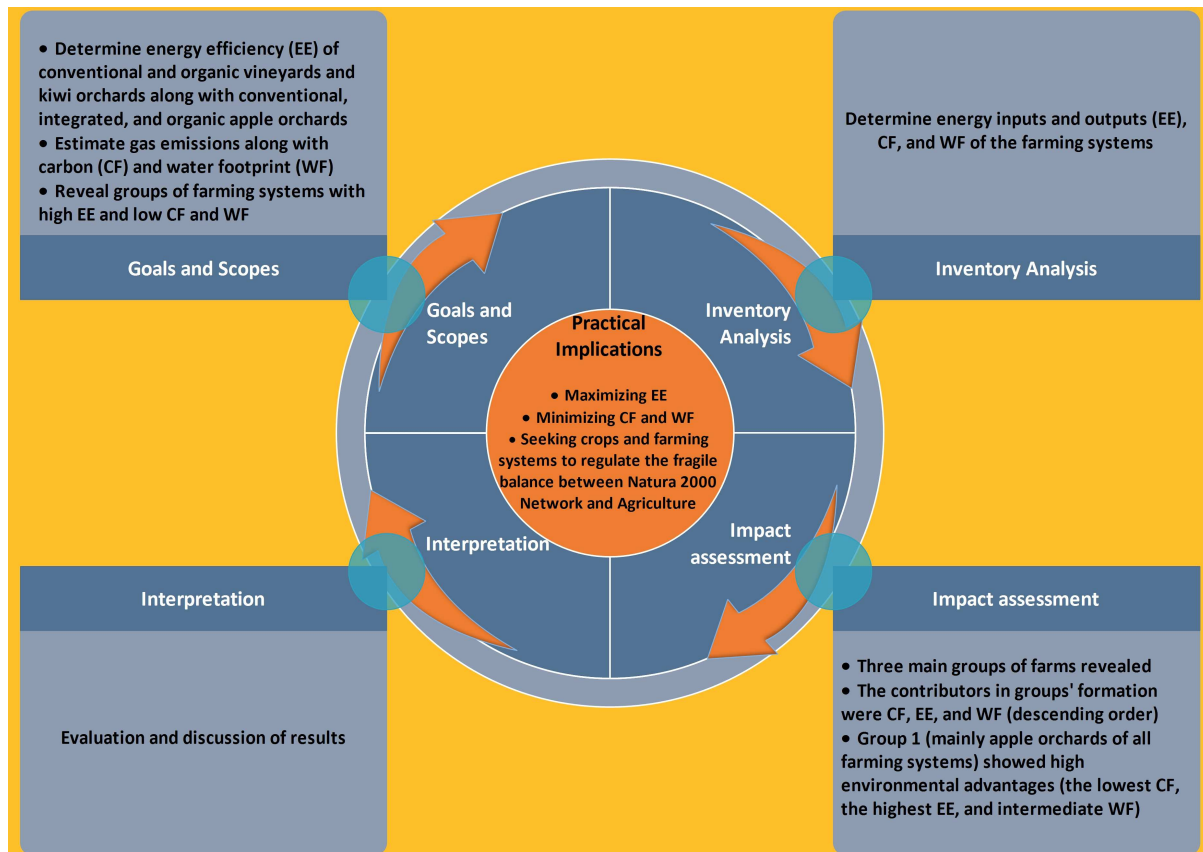 • Determine energy efficiency (EE) of
conventional and organic vineyards and
kiwi orchards along with conventional,
integrated, and organic apple orchards
• Estimate gas emissions along with
carbon (CF) and water footprint (WF)
• Reveal groups of farming systems with
high EE and low CF and WF
Goals and Scopes
Determine energy inputs and outputs (EE),
CF, and WF of the farming systems
Inventory Analysis
Goals and
Scopes
Inventory
Analysis
Practical
Implications
• Maximizing EE
• Minimizing CF and WF
• Seeking crops and farming
systems to regulate the fragile
balance between Natura 2000
Network and Agriculture
Interpretation
Impact
assessment
Interpretation
Evaluation and discussion of results
Impact assessment
• Three main groups of farms revealed
• The contributors in groups' formation
were CF, EE, and WF (descending order)
• Group 1 (mainly apple orchards of all
farming systems) showed high
environmental advantages (the lowest CF,
the highest EE, and intermediate WF)